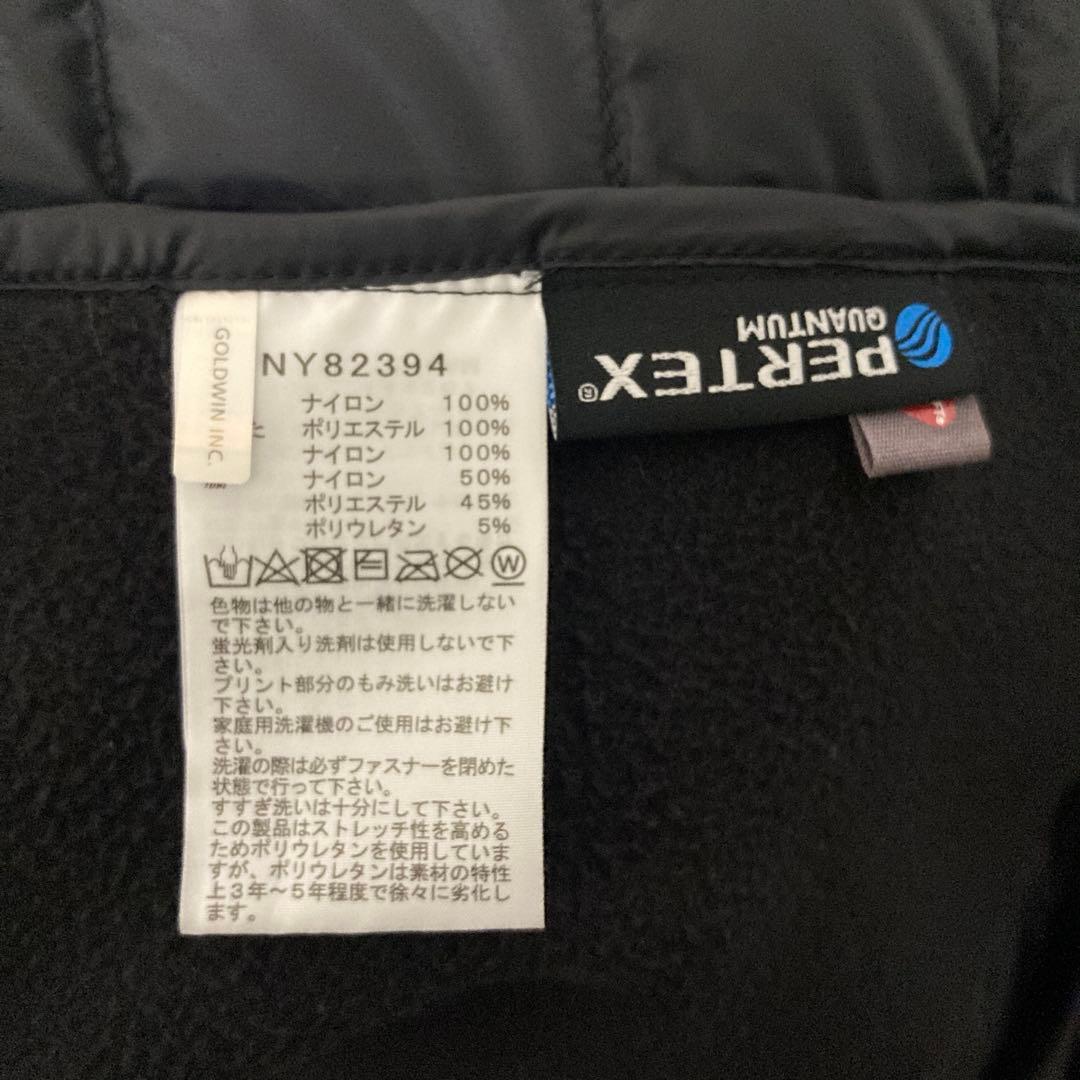 GOLDWIN INC.
NY82394
ナイロン 100%
た ポリエステル 100%
ナイロン 100%
ナイロン 50%
ポリエステル 45%
ポリウレタン 5%
W
色物は他の物と一緒に洗濯しない
で下さい。
蛍光剤入り洗剤は使用しないで下
さい。
プリント部分のもみ洗いはお避け
下さい。
家庭用洗濯機のご使用はお避け下
さい。
洗濯の際は必ずファスナーを閉めた
状態で行って下さい。
すすぎ洗いは十分にして下さい。
この製品はストレッチ性を高める
ためポリウレタンを使用していま
すが、ポリウレタンは素材の特性
上3年～5年程度で徐々に劣化し
ます。
PERTEX®
QUANTUM